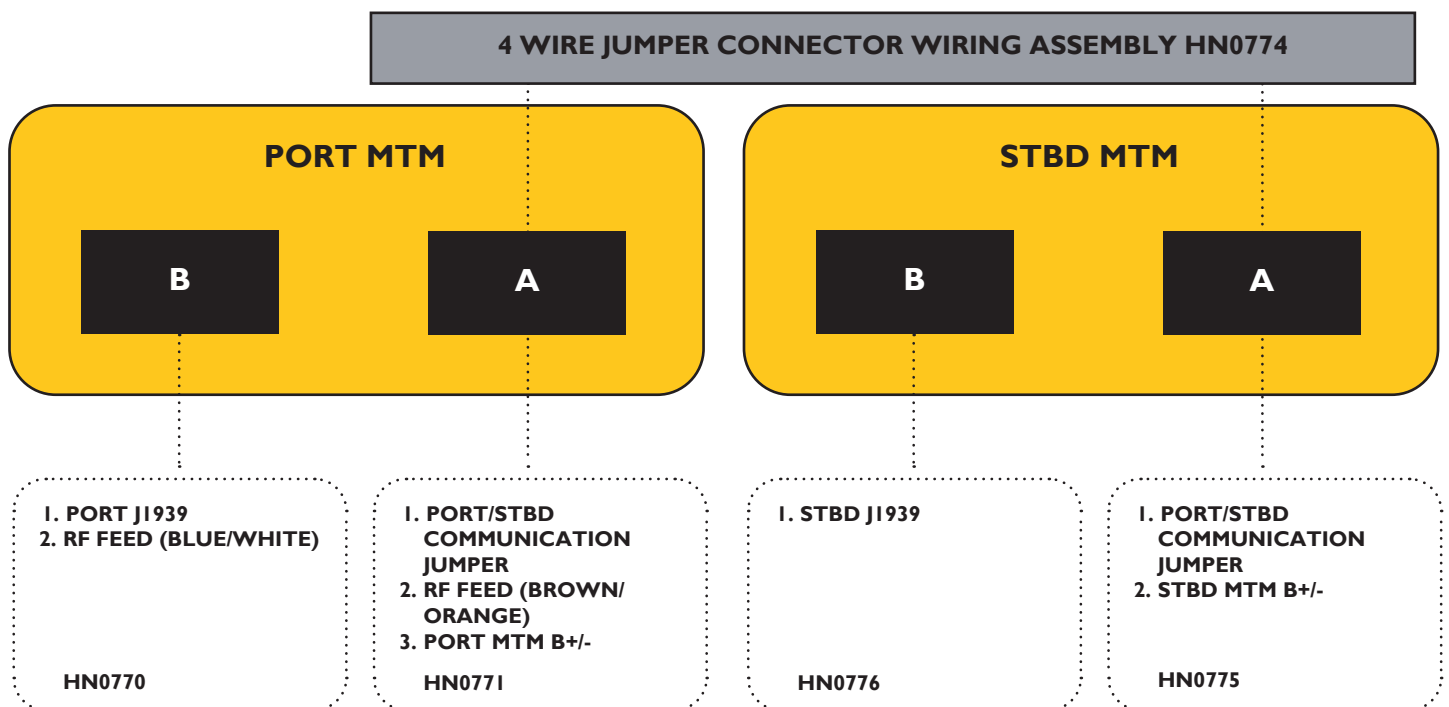 4 WIRE JUMPER CONNECTOR WIRING ASSEMBLY HN0774
PORT MTM
B
A
STBD MTM
B
A
1. PORT J1939
2. RF FEED (BLUE/WHITE)
HN0770
1. PORT/STBD
COMMUNICATION
JUMPER
2. RF FEED (BROWN/
ORANGE)
3. PORT MTM B+/-
HN0771
1. STBD J1939
HN0776
1. PORT/STBD
COMMUNICATION
JUMPER
2. STBD MTM B+/-
HN0775